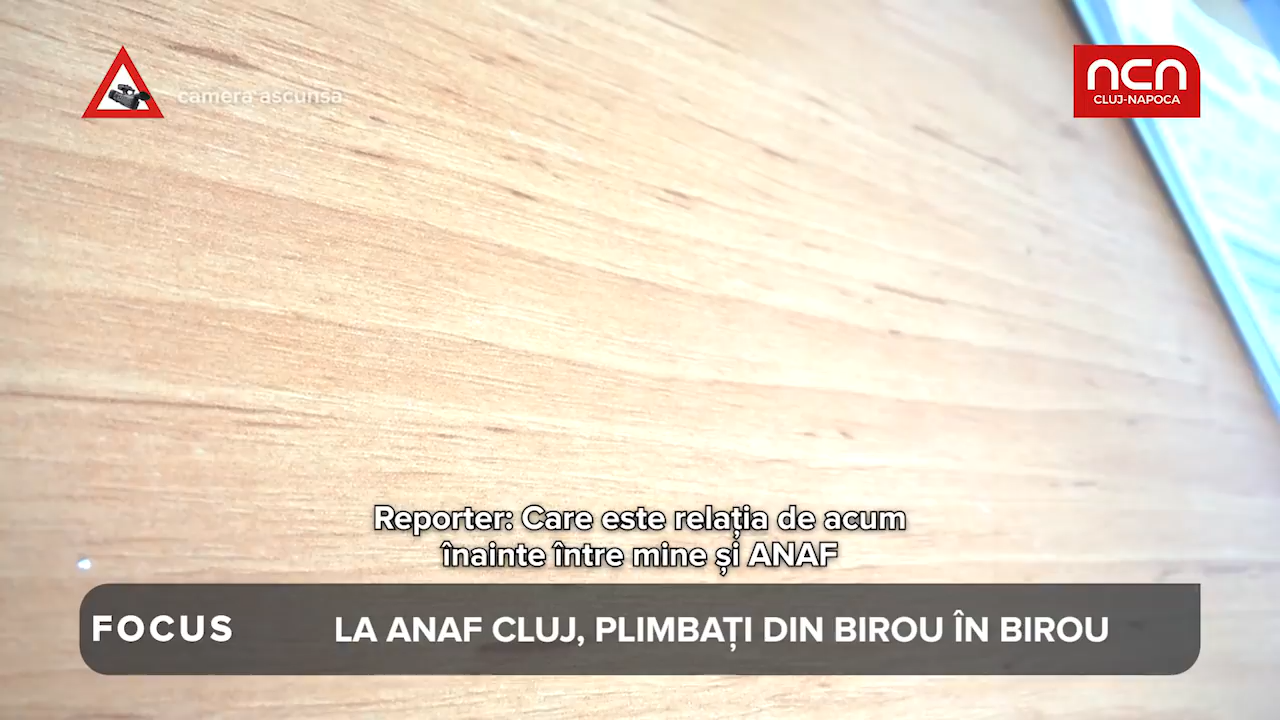 camera ascunsa
ncn
CLUJ-NAPOCA
Reporter: Care este relația de acum
înainte între mine și ANAF
FOCUS
LA ANAF CLUJ, PLIMBAȚI DIN BIROU ÎN BIROU